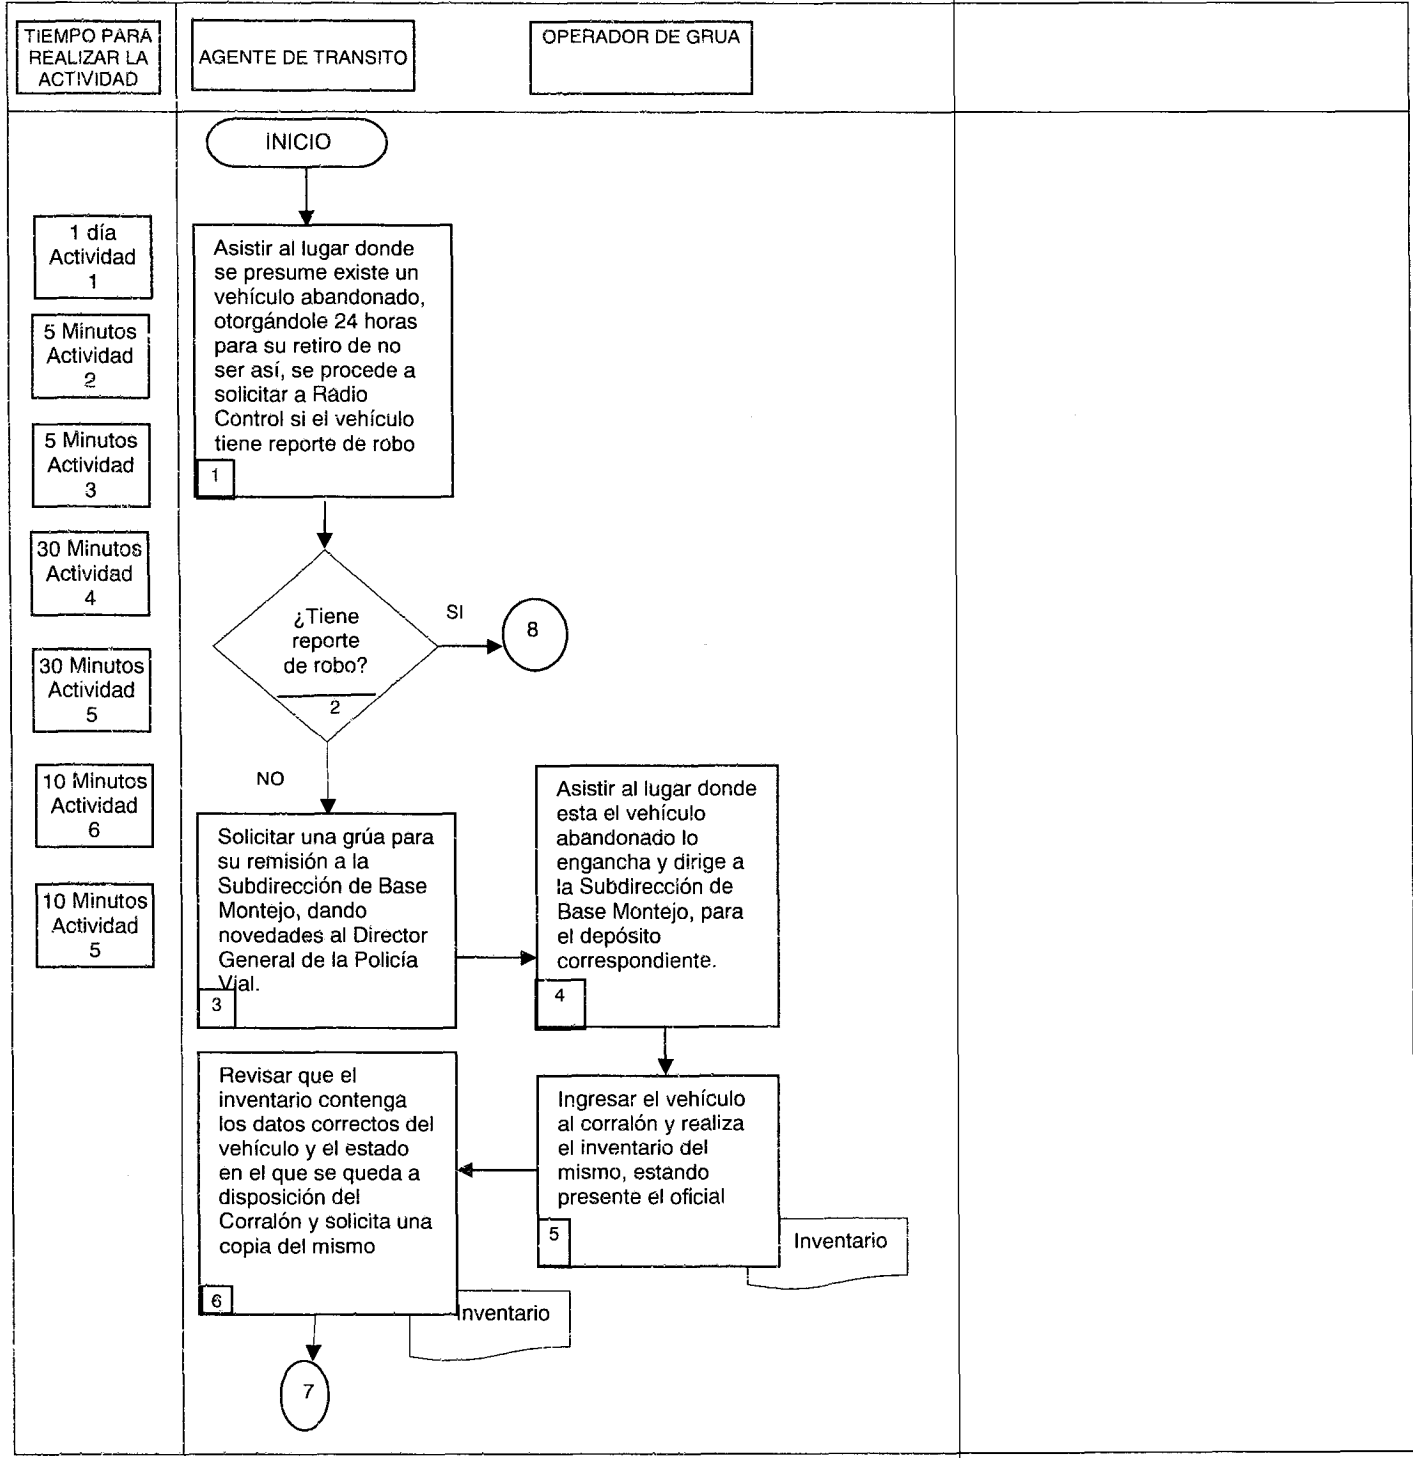 TIEMPO PARA
REALIZAR LA
ACTIVIDAD
AGENTE DE TRANSITO
OPERADOR DE GRUA
INICIO
1 día
Actividad
1
5 Minutos
Actividad
2
5 Minutos
Actividad
3
30 Minutos
Actividad
4
30 Minutos
Actividad
5
10 Minutos
Actividad
6
10 Minutos
Actividad
5
Asistir al lugar donde
se presume existe un
vehículo abandonado,
otorgándole 24 horas
para su retiro de no
ser así, se procede a
solicitar a Radio
Control si el vehículo
tiene reporte de robo
1
¿Tiene
reporte
de robo?
2
SI
8
NO
Solicitar una grúa para
su remisión a la
Subdirección de Base
Montejo, dando
novedades al Director
General de la Policía
Vial.
3
Asistir al lugar donde
esta el vehículo
abandonado lo
engancha y dirige a
la Subdirección de
Base Montejo, para
el depósito
correspondiente.
4
Ingresar el vehículo
al corralón y realiza
el inventario del
mismo, estando
presente el oficial
5
Inventario
Revisar que el
inventario contenga
los datos correctos del
vehículo y el estado
en el que se queda a
disposición del
Corralón y solicita una
copia del mismo
6
Inventario
7